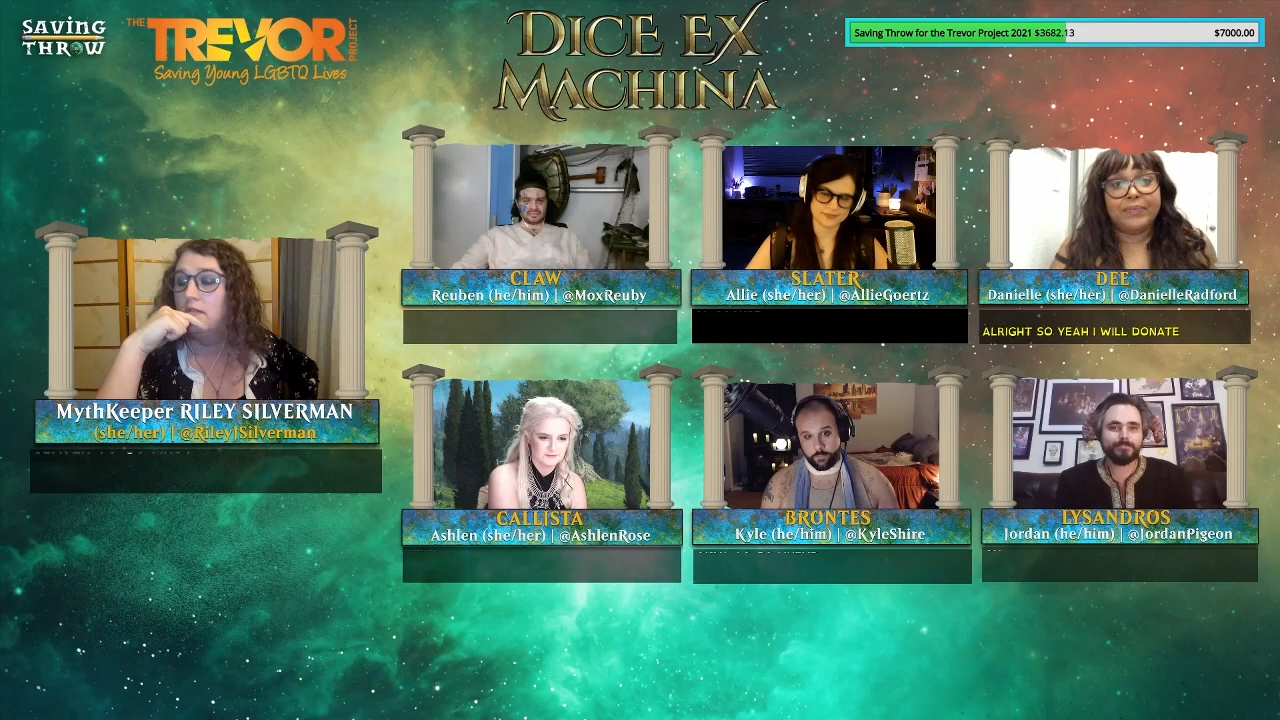 SAVING
THROW
THE
TREVOR
PROJECT
Saving Young LGBTQ Lives
DICE EX
MACHINA
Saving Throw for the Trevor Project 2021 $3682.13
$7000.00
CLAW
Reuben (he/him) | @MoxReuby
SLATER
Allie (she/her) | @AllieGoertz
DEE
Danielle (she/her) | @DanielleRadford
ALRIGHT SO YEAH I WILL DONATE
MythKeeper RILEY SILVERMAN
(she/her) | @RileyJSilverman
CALLISTA
Ashlen (she/her) | @AshlenRose
BRONTES
Kyle (he/him) | @KyleShire
LYSANDROS
Jordan (he/him) | @JordanPigeon